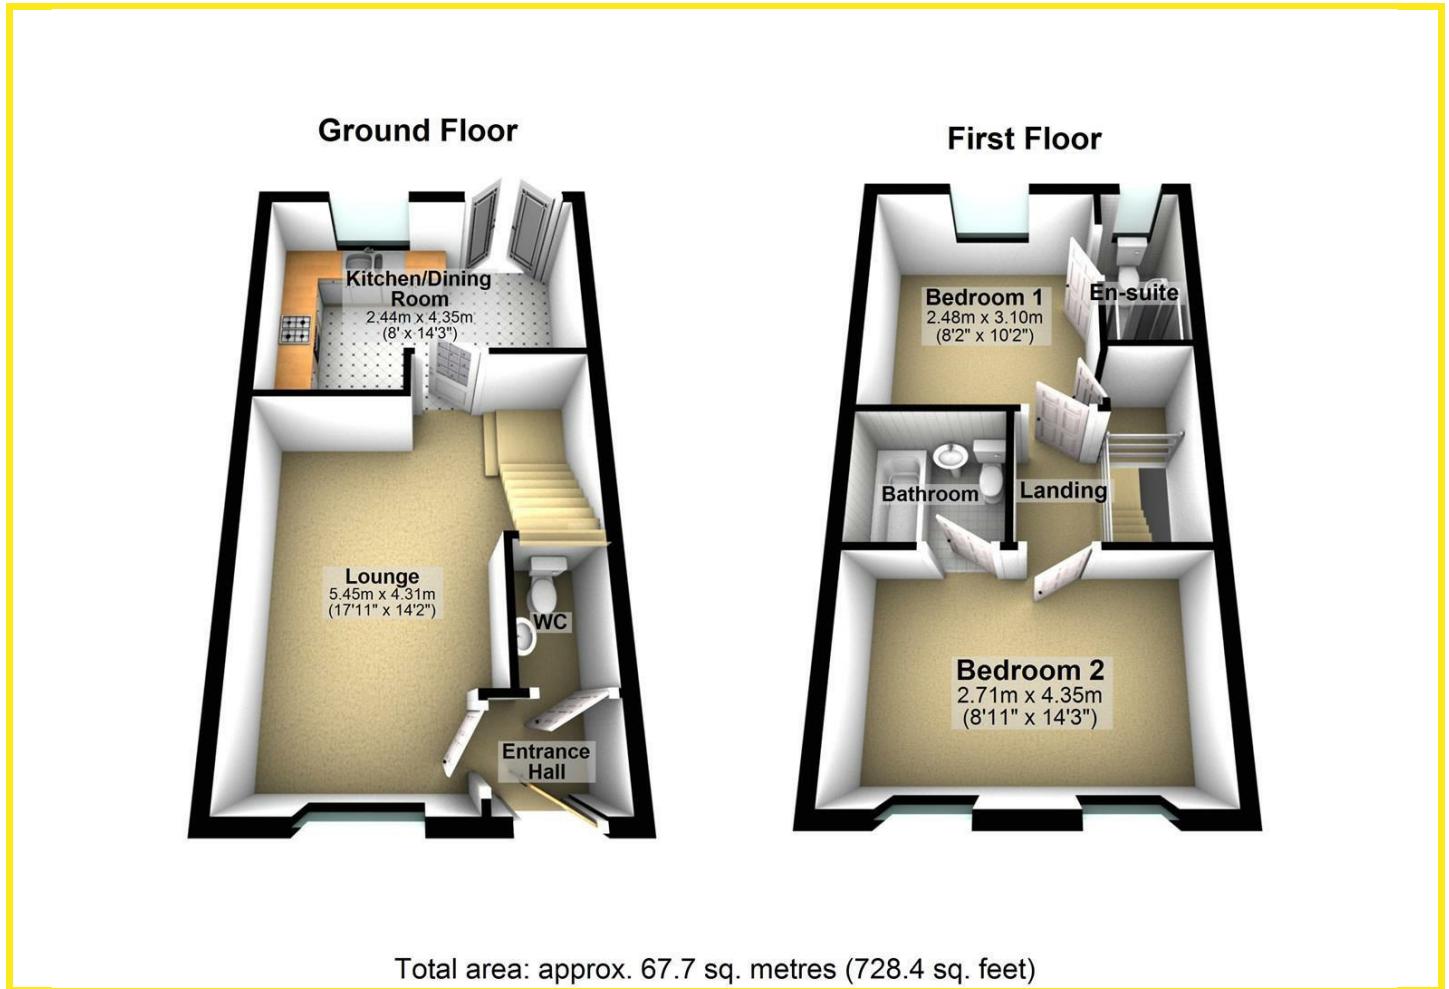 Ground Floor
Kitchen/Dining
Room
2.44m x 4.35m
(8' x 14'3")
Lounge
5.45m x 4.31m
(17'11" x 14'2")
WC
Entrance
Hall
First Floor
Bedroom 1
2.48m x 3.10m
(8'2" x 10'2")
En-suite
Bathroom
Landing
Bedroom 2
2.71m x 4.35m
(8'11" x 14'3")
Total area: approx. 67.7 sq. metres (728.4 sq. feet)